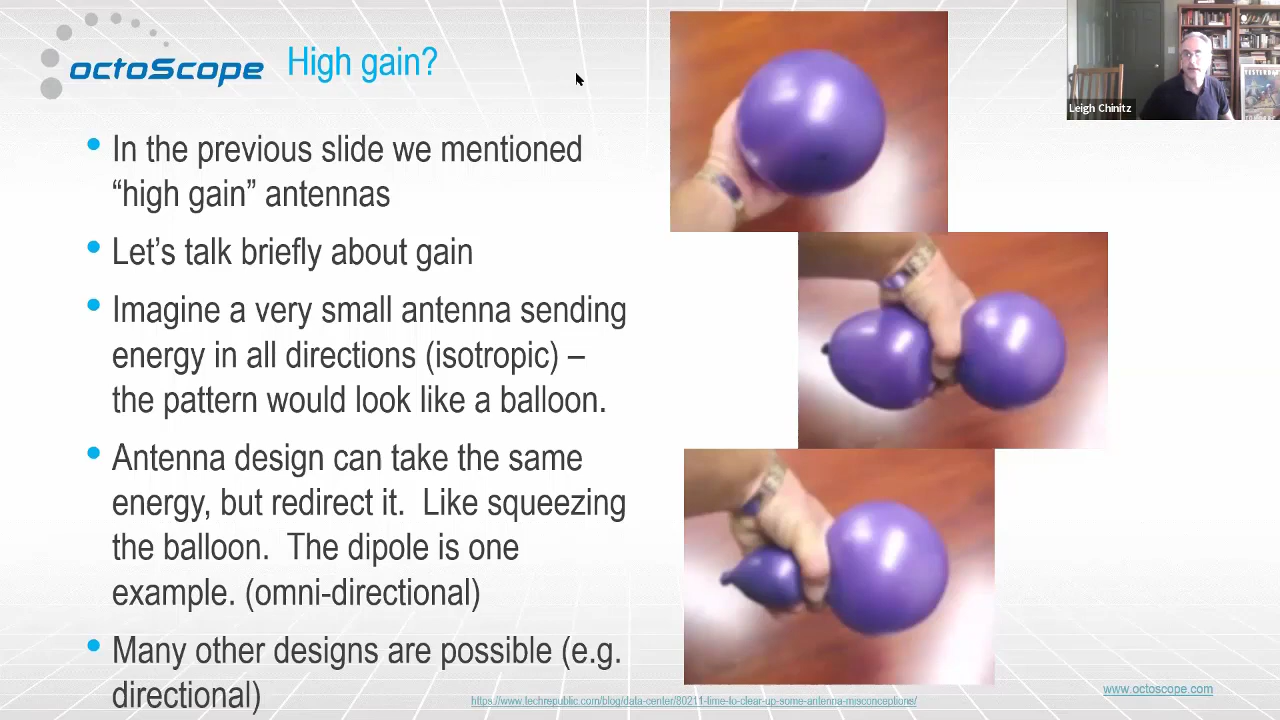 octoScope
High gain?
Leigh Chinitz
In the previous slide we mentioned
“high gain” antennas
Let’s talk briefly about gain
Imagine a very small antenna sending
energy in all directions (isotropic) –
the pattern would look like a balloon.
Antenna design can take the same
energy, but redirect it. Like squeezing
the balloon. The dipole is one
example. (omni-directional)
Many other designs are possible (e.g.
directional)
https://www.techrepublic.com/blog/data-center/80211-time-to-clear-up-some-antenna-misconceptions/
www.octoscope.com